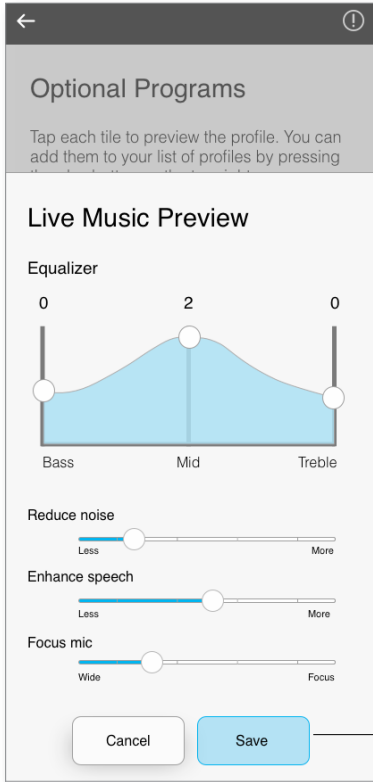 Optional Programs
Tap each tile to preview the profile. You can
add them to your list of profiles by pressing
Live Music Preview
Equalizer
0 2 0
Bass Mid Treble
Reduce noise
Less More
Enhance speech
Less More
Focus mic
Wide Focus
Cancel Save